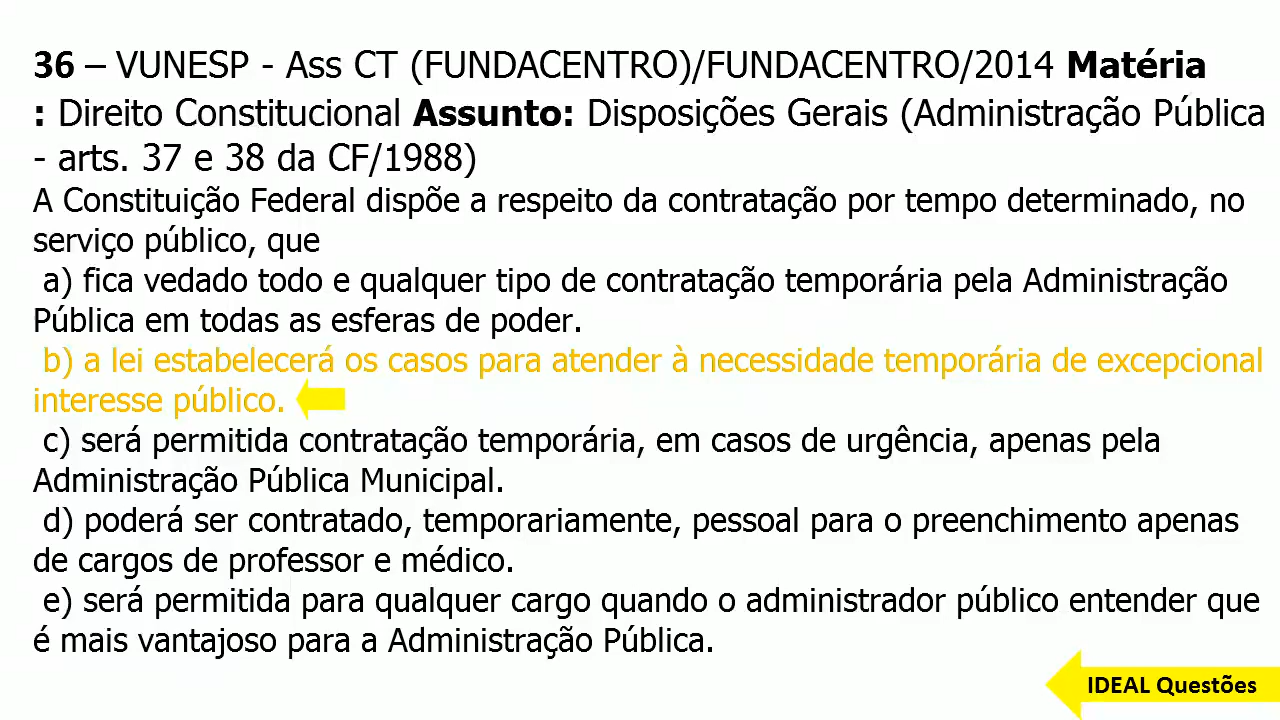 36 – VUNESP - Ass CT (FUNDACENTRO)/FUNDACENTRO/2014 Matéria
: Direito Constitucional Assunto: Disposições Gerais (Administração Pública
- arts. 37 e 38 da CF/1988)
A Constituição Federal dispõe a respeito da contratação por tempo determinado, no
serviço público, que
a) fica vedado todo e qualquer tipo de contratação temporária pela Administração
Pública em todas as esferas de poder.
b) a lei estabelecerá os casos para atender à necessidade temporária de excepcional
interesse público.
c) será permitida contratação temporária, em casos de urgência, apenas pela
Administração Pública Municipal.
d) poderá ser contratado, temporariamente, pessoal para o preenchimento apenas
de cargos de professor e médico.
e) será permitida para qualquer cargo quando o administrador público entender que
é mais vantajoso para a Administração Pública.
IDEAL Questões